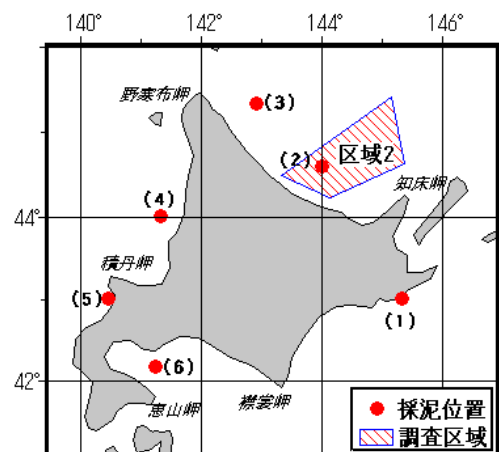 140° 142° 144° 146°
野寒布岬
(3)
(2) 区域2
知床岬
(4)
44°
積丹岬
(5)
(1)
(6)
42°
恵山岬
襟裳岬
採泥位置
調査区域